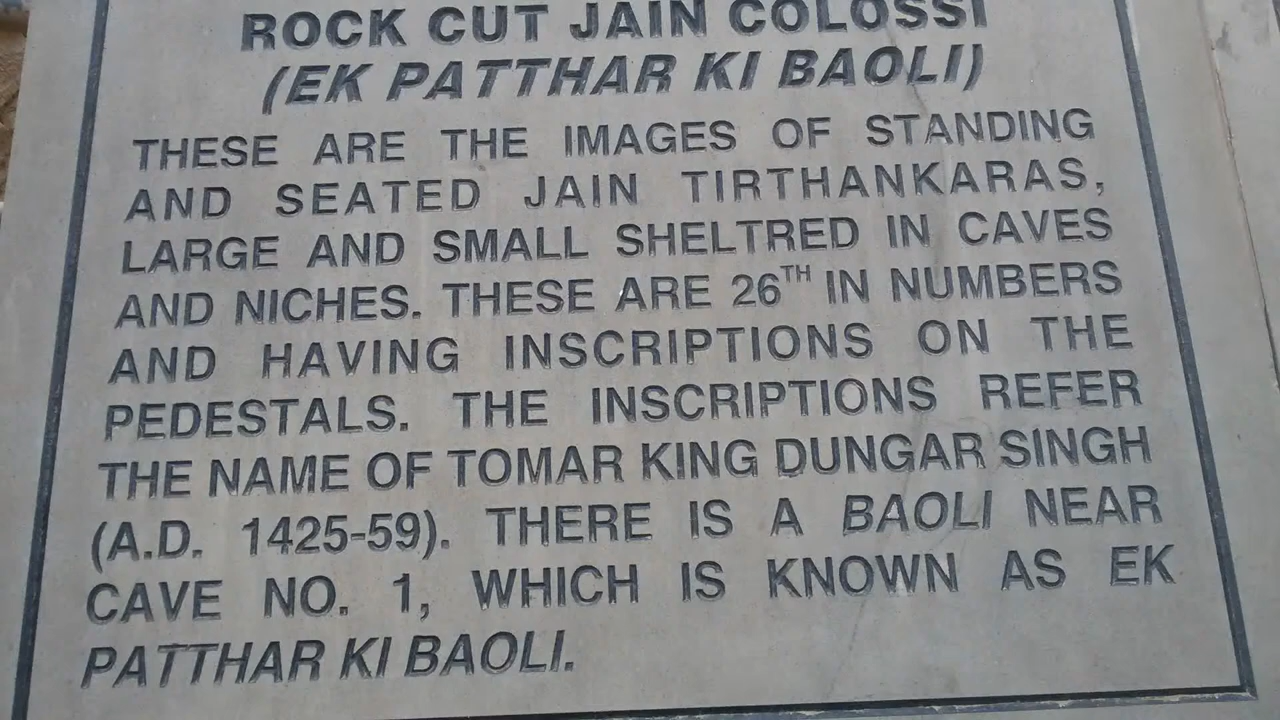 ROCK CUT JAIN COLOSSI
(EK PATTHAR KI BAOLI)
THESE ARE THE IMAGES OF STANDING
AND SEATED JAIN TIRTHANKARAS,
LARGE AND SMALL SHELTRED IN CAVES
AND NICHES. THESE ARE 26TH IN NUMBERS
AND HAVING INSCRIPTIONS ON THE
PEDESTALS. THE INSCRIPTIONS REFER
THE NAME OF TOMAR KING DUNGAR SINGH
(A.D. 1425-59). THERE IS A BAOLI NEAR
CAVE NO. 1, WHICH IS KNOWN AS EK
PATTHAR KI BAOLI.